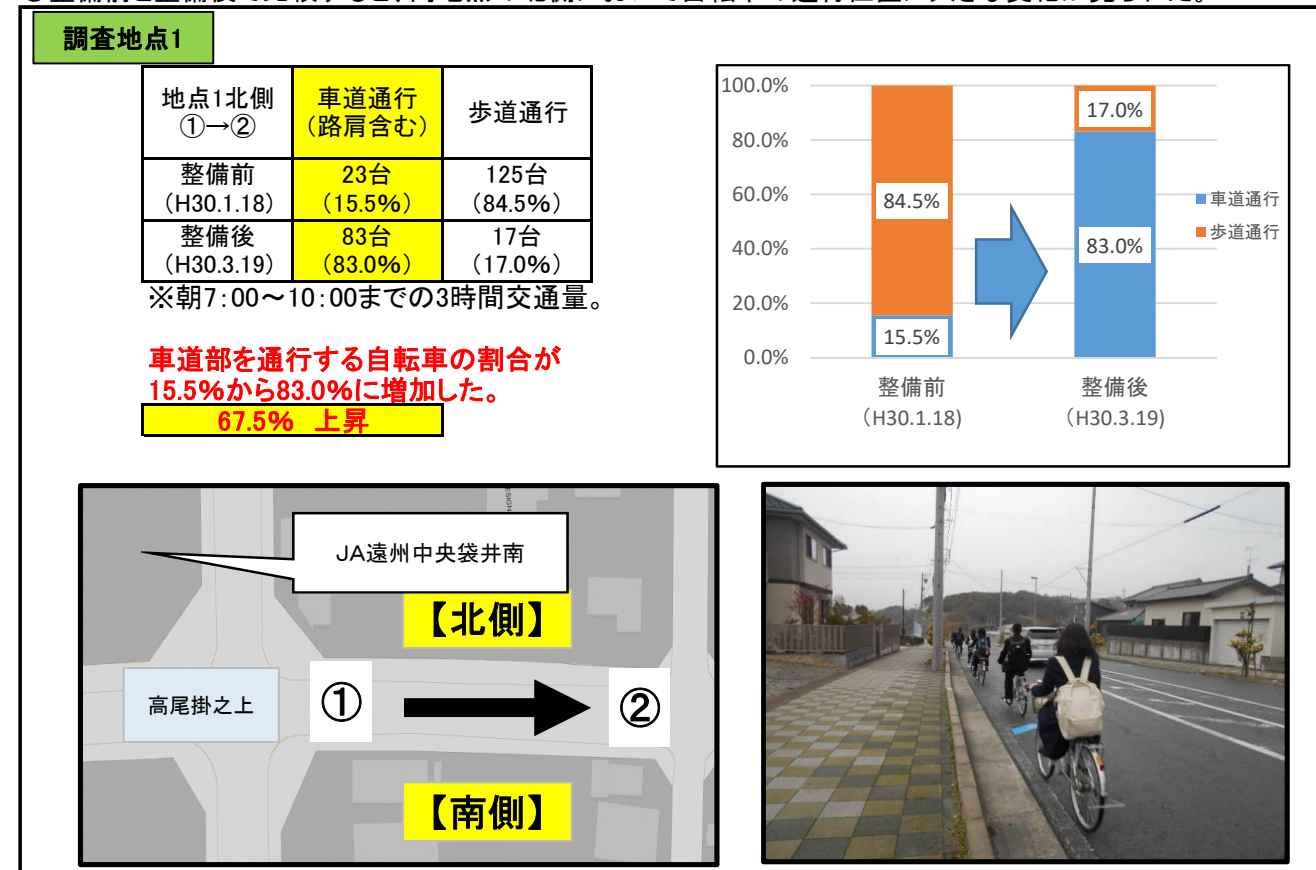 調査地点1
地点1北側
①→②
車道通行
(路肩含む)
歩道通行
整備前
(H30.1.18)
23台
(15.5%)
125台
(84.5%)
整備後
(H30.3.19)
83台
(83.0%)
17台
(17.0%)
※朝7:00～10:00までの3時間交通量。
車道部を通行する自転車の割合が
15.5%から83.0%に増加した。
67.5% 上昇
100.0%
80.0%
60.0%
40.0%
20.0%
0.0%
84.5%
15.5%
17.0%
83.0%
車道通行
歩道通行
整備前
(H30.1.18)
整備後
(H30.3.19)
JA遠州中央袋井南
【北側】
高尾掛之上
①
②
【南側】